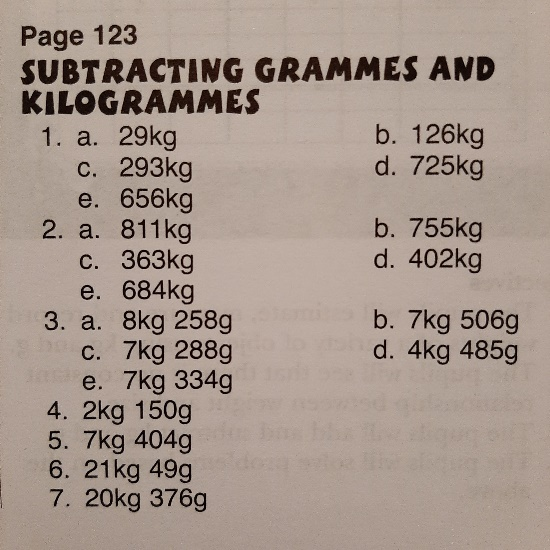 Page 123
SUBTRACTING GRAMMES AND
KILOGRAMMES
1. a. 29kg b. 126kg
c. 293kg d. 725kg
e. 656kg
2. a. 811kg b. 755kg
c. 363kg d. 402kg
e. 684kg
3. a. 8kg 258g b. 7kg 506g
c. 7kg 288g d. 4kg 485g
e. 7kg 334g
4. 2kg 150g
5. 7kg 404g
6. 21kg 49g
7. 20kg 376g